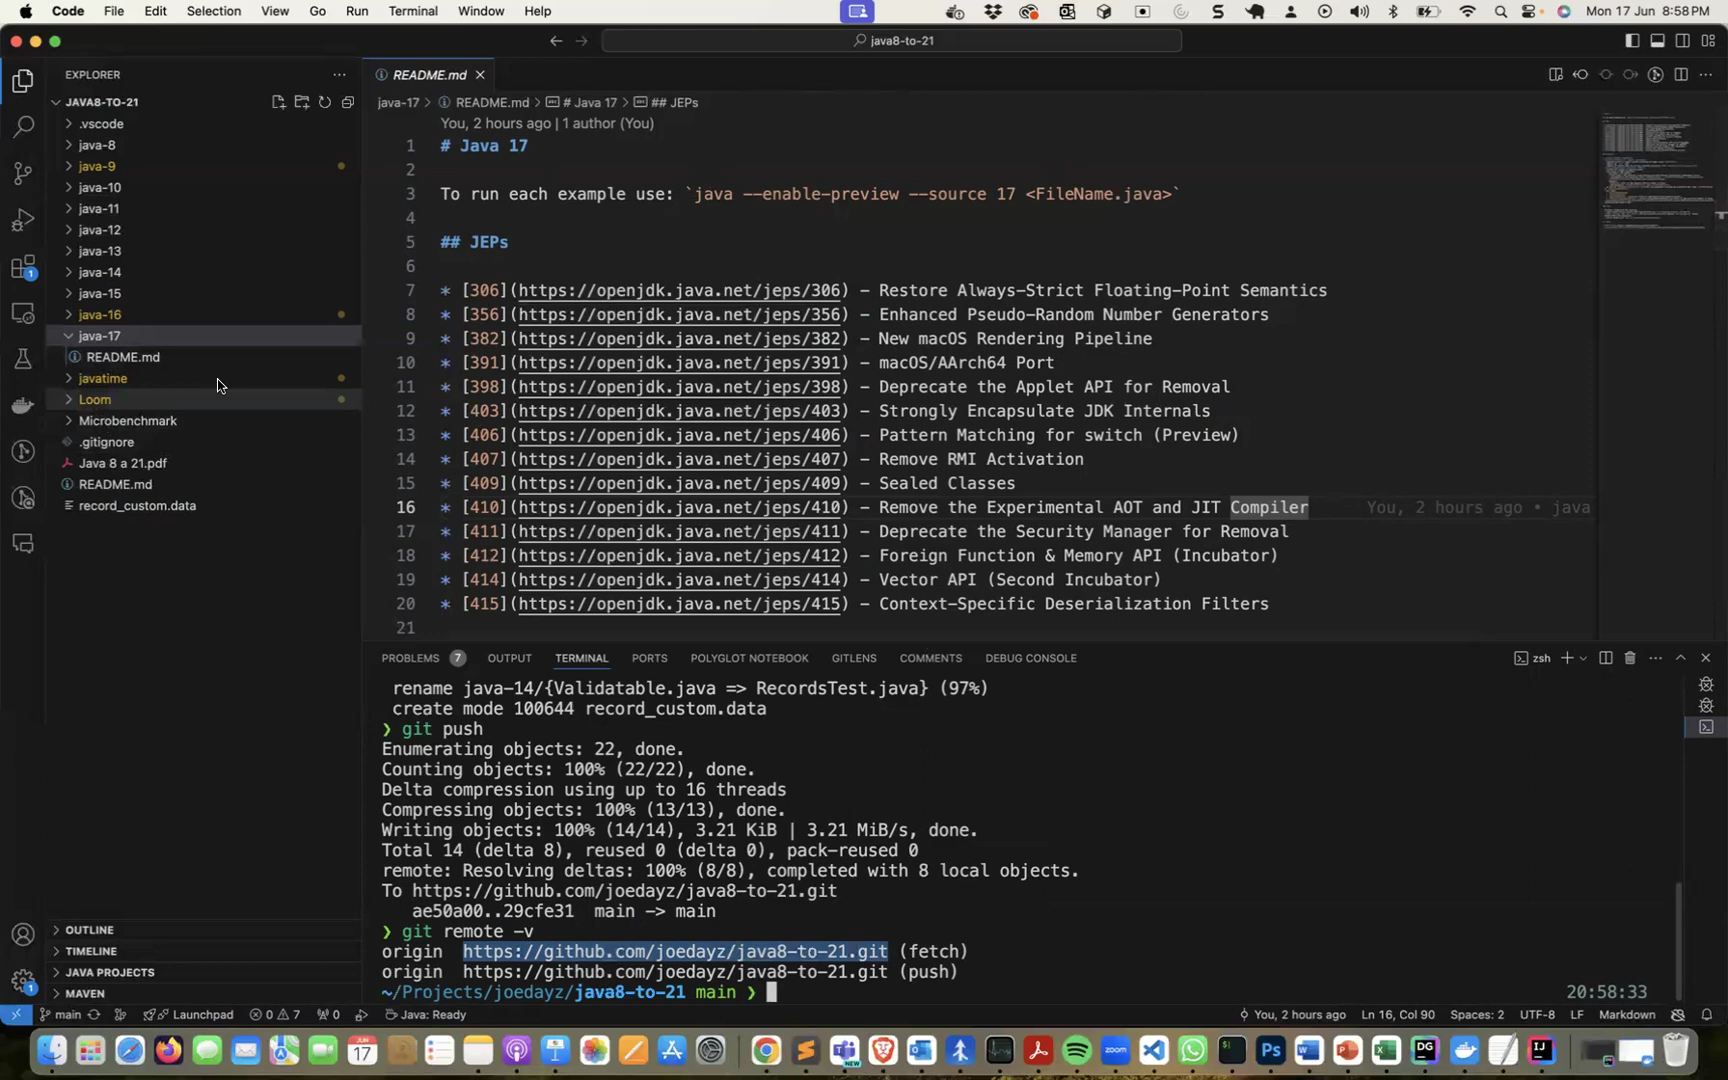 Code File Edit Selection View Go Run Terminal Window Help
Mon 17 Jun 8:58 PM
java8-to-21
EXPLORER
JAVA8-TO-21
.vscode
java-8
java-9
java-10
java-11
java-12
java-13
java-14
java-15
java-16
java-17
README.md
javatime
Loom
Microbenchmark
.gitignore
Java 8 a 21.pdf
README.md
record_custom.data
OUTLINE
TIMELINE
JAVA PROJECTS
MAVEN
README.md
java-17 > README.md > # Java 17 > ## JEPs
You, 2 hours ago | 1 author (You)
1 # Java 17
2
3 To run each example use: `java --enable-preview --source 17 <FileName.java>`
4
5 ## JEPs
6
7 * [306](https://openjdk.java.net/jeps/306) - Restore Always-Strict Floating-Point Semantics
8 * [356](https://openjdk.java.net/jeps/356) - Enhanced Pseudo-Random Number Generators
9 * [382](https://openjdk.java.net/jeps/382) - New macOS Rendering Pipeline
10 * [391](https://openjdk.java.net/jeps/391) - macOS/AArch64 Port
11 * [398](https://openjdk.java.net/jeps/398) - Deprecate the Applet API for Removal
12 * [403](https://openjdk.java.net/jeps/403) - Strongly Encapsulate JDK Internals
13 * [406](https://openjdk.java.net/jeps/406) - Pattern Matching for switch (Preview)
14 * [407](https://openjdk.java.net/jeps/407) - Remove RMI Activation
15 * [409](https://openjdk.java.net/jeps/409) - Sealed Classes
16 * [410](https://openjdk.java.net/jeps/410) - Remove the Experimental AOT and JIT Compiler You, 2 hours ago • java
17 * [411](https://openjdk.java.net/jeps/411) - Deprecate the Security Manager for Removal
18 * [412](https://openjdk.java.net/jeps/412) - Foreign Function & Memory API (Incubator)
19 * [414](https://openjdk.java.net/jeps/414) - Vector API (Second Incubator)
20 * [415](https://openjdk.java.net/jeps/415) - Context-Specific Deserialization Filters
21
PROBLEMS 7 OUTPUT TERMINAL PORTS POLYGLOT NOTEBOOK GITLENS COMMENTS DEBUG CONSOLE zsh
rename java-14/{Validatable.java => RecordsTest.java} (97%)
create mode 100644 record_custom.data
❯ git push
Enumerating objects: 22, done.
Counting objects: 100% (22/22), done.
Delta compression using up to 16 threads
Compressing objects: 100% (13/13), done.
Writing objects: 100% (14/14), 3.21 KiB | 3.21 MiB/s, done.
Total 14 (delta 8), reused 0 (delta 0), pack-reused 0
remote: Resolving deltas: 100% (8/8), completed with 8 local objects.
To https://github.com/joedayz/java8-to-21.git
ae50a00..29cfe31 main -> main
❯ git remote -v
origin https://github.com/joedayz/java8-to-21.git (fetch)
origin https://github.com/joedayz/java8-to-21.git (push)
~/Projects/joedayz/java8-to-21 main ❯ 20:58:33
main Launchpad 0 7 0 Java: Ready You, 2 hours ago Ln 16, Col 90 Spaces: 2 UTF-8 LF Markdown
JUN
17
NEW
zoom
DG
IJ